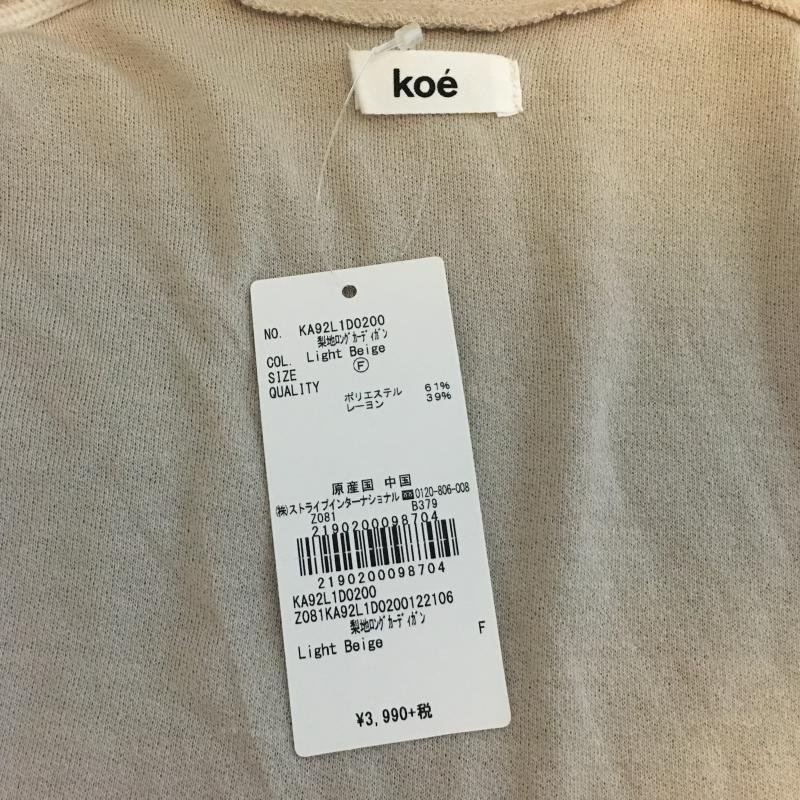 koé
NO. KA92L1D0200
梨地ﾛﾝｸﾞｶｰﾃﾞｨｶﾞﾝ
COL. Light Beige
SIZE Ⓕ
QUALITY
ポリエステル 61%
レーヨン 39%
原産国 中国
(株)ストライプインターナショナル 0120-806-008
Z081 B379
2190200098704
2190200098704
KA92L1D0200
Z081KA92L1D0200122106
梨地ﾛﾝｸﾞｶｰﾃﾞｨｶﾞﾝ
Light Beige F
¥3,990+税